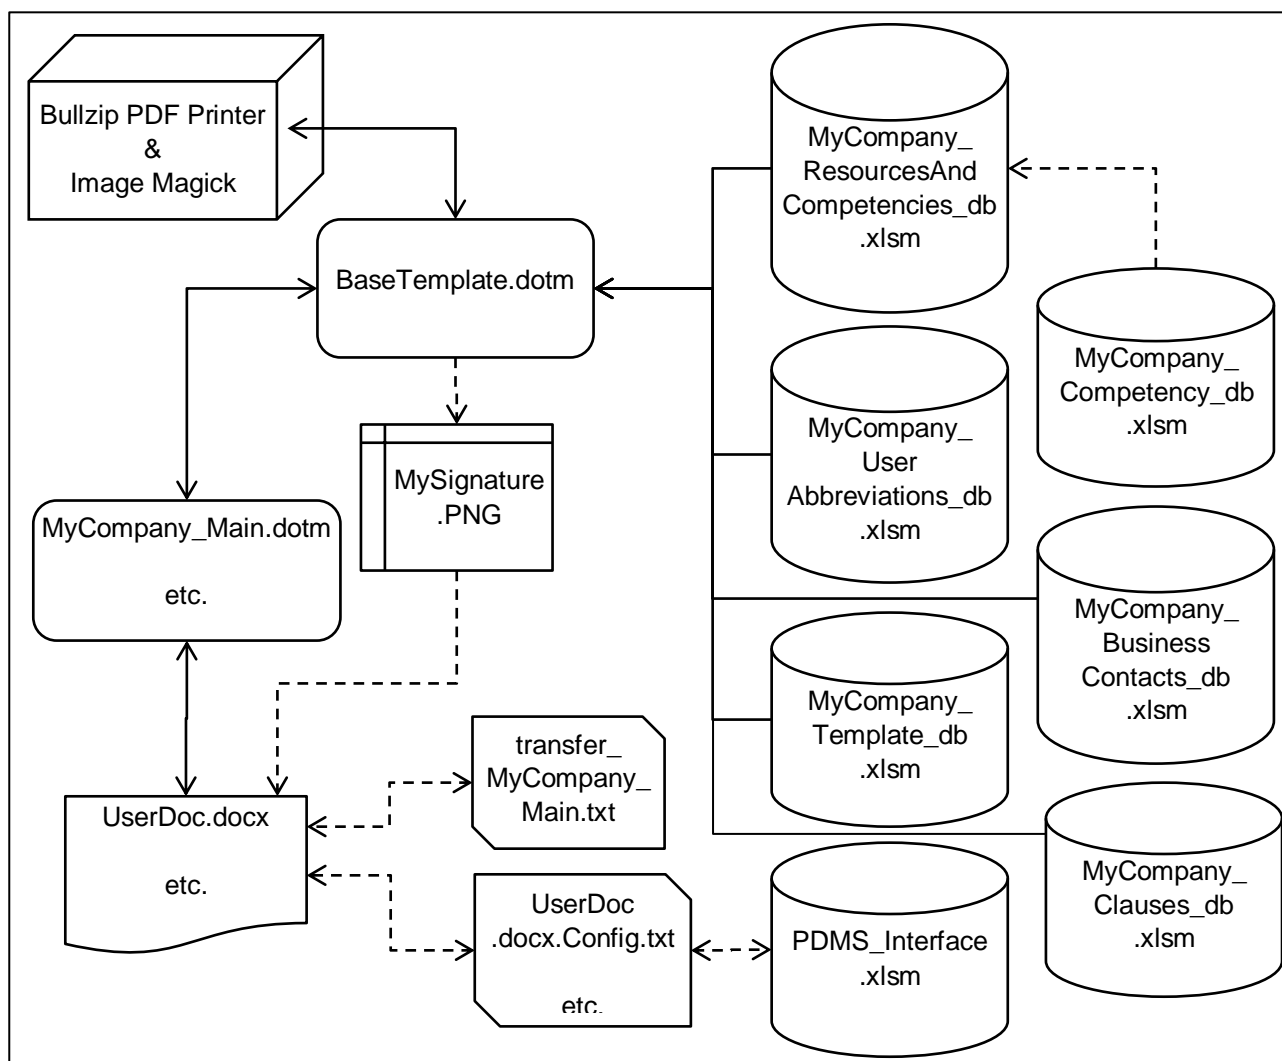 Bullzip PDF Printer
&
Image Magick
BaseTemplate.dotm
MySignature
.PNG
MyCompany_Main.dotm
etc.
UserDoc.docx
etc.
transfer_
MyCompany_
Main.txt
UserDoc
.docx.Config.txt
etc.
MyCompany_
ResourcesAnd
Competencies_db
.xlsm
MyCompany_
Competency_db
.xlsm
MyCompany_
User
Abbreviations_db
.xlsm
MyCompany_
Business
Contacts_db
.xlsm
MyCompany_
Template_db
.xlsm
MyCompany_
Clauses_db
.xlsm
PDMS_Interface
.xlsm